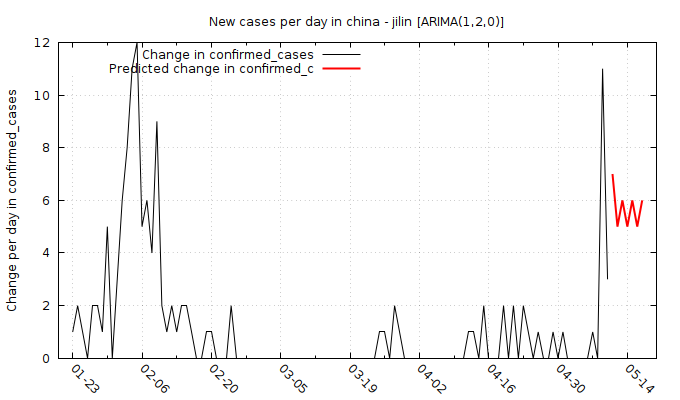 New cases per day in china - jilin [ARIMA(1,2,0)]
Change in confirmed_cases
Predicted change in confirmed_c
Change per day in confirmed_cases
12
10
8
6
4
2
0
01-23 02-06 02-20 03-05 03-19 04-02 04-16 04-30 05-14